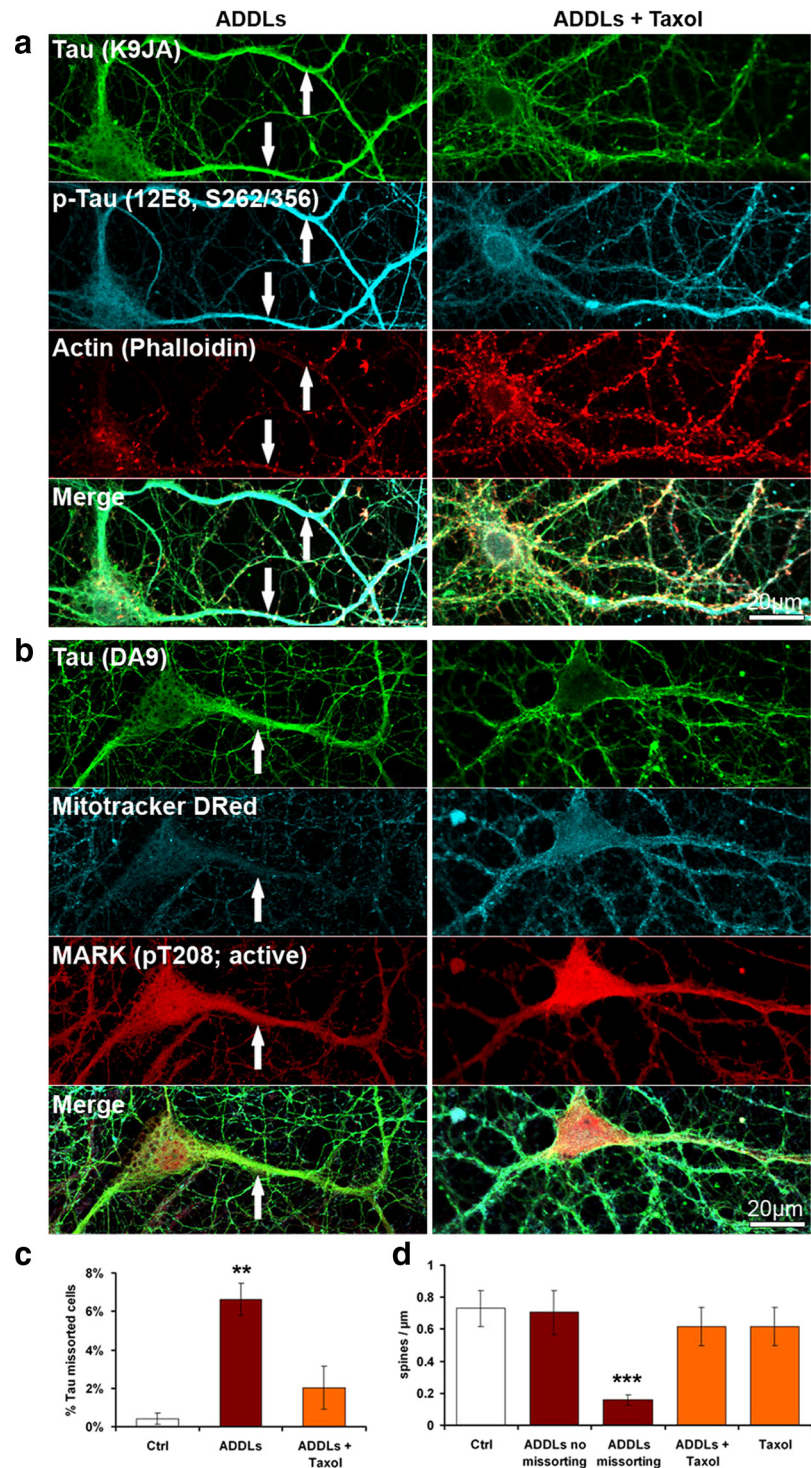 ADDLs
ADDLs + Taxol
a
Tau (K9JA)
p-Tau (12E8, S262/356)
Actin (Phalloidin)
Merge
20µm
b
Tau (DA9)
Mitotracker DRed
MARK (pT208; active)
Merge
20µm
c
% Tau missorted cells
8%
6%
4%
2%
0%
**
Ctrl
ADDLs
ADDLs +
Taxol
d
spines / µm
1
0.8
0.6
0.4
0.2
0
***
Ctrl
ADDLs no
missorting
ADDLs
missorting
ADDLs +
Taxol
Taxol